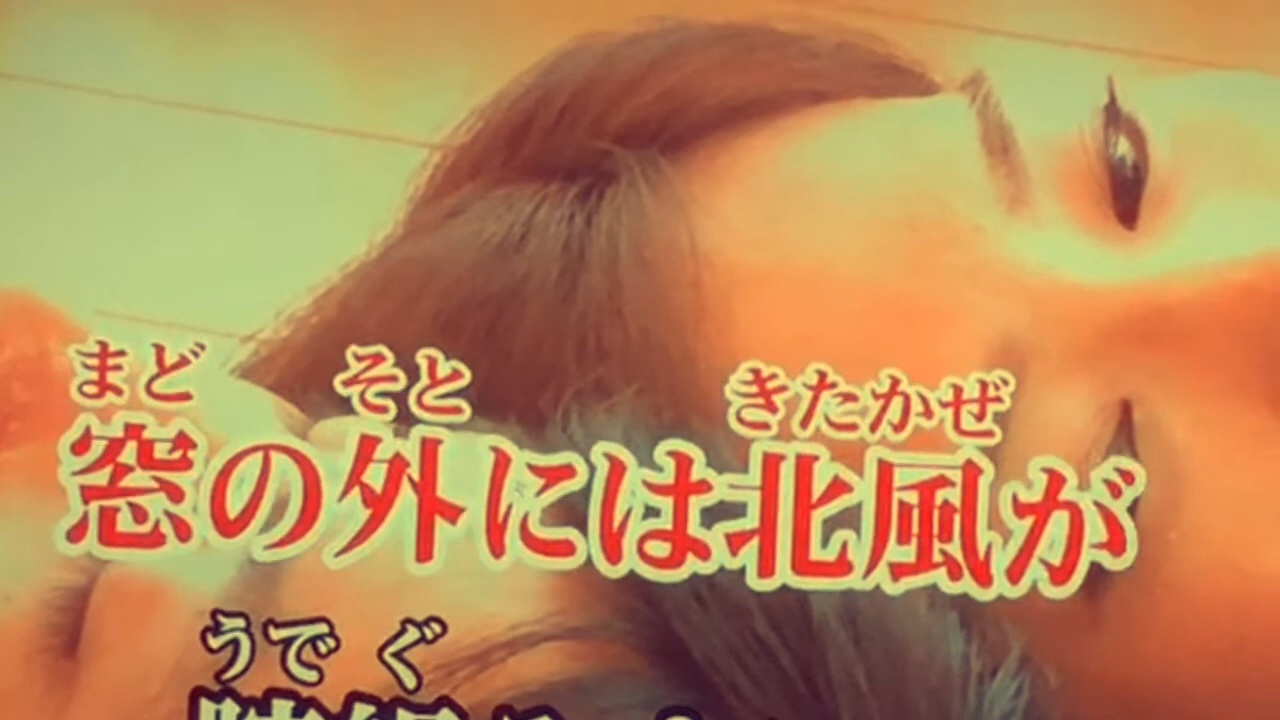 まど そと きたかぜ
窓の外には北風が
うで ぐ